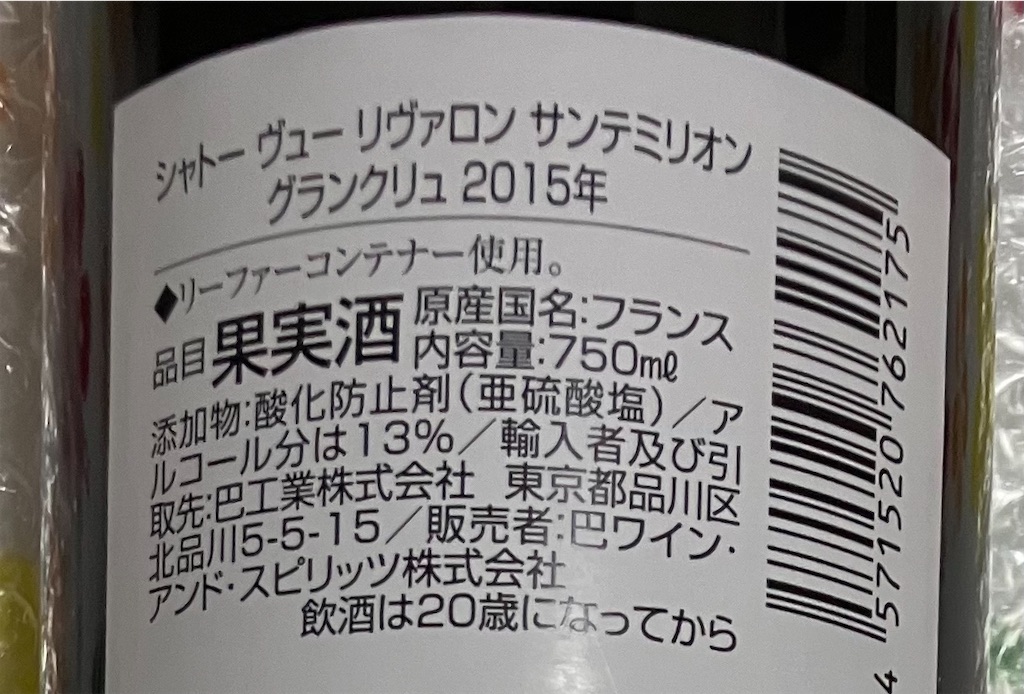 シャトー ヴュー リヴァロン サンテミリオン
グランクリュ 2015年
◆リーファーコンテナー使用。
品目 果実酒 原産国名:フランス
内容量:750㎖
添加物:酸化防止剤(亜硫酸塩)/ア
ルコール分は13%/輸入者及び引
取先:巴工業株式会社 東京都品川区
北品川5-5-15/販売者:巴ワイン・
アンド・スピリッツ株式会社
飲酒は20歳になってから
4 571520 762175